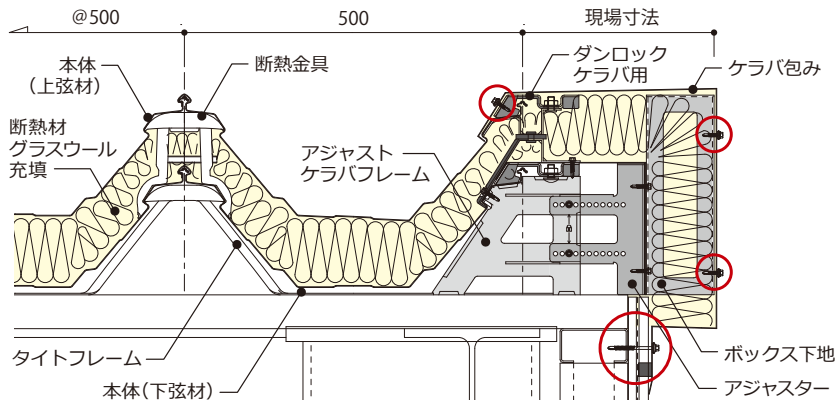 @500
500
現場寸法
本体
（上弦材）
断熱金具
ダンロック
ケラバ用
ケラバ包み
断熱材
グラスウール
充填
アジャスト
ケラバフレーム
タイトフレーム
本体（下弦材）
ボックス下地
アジャスター